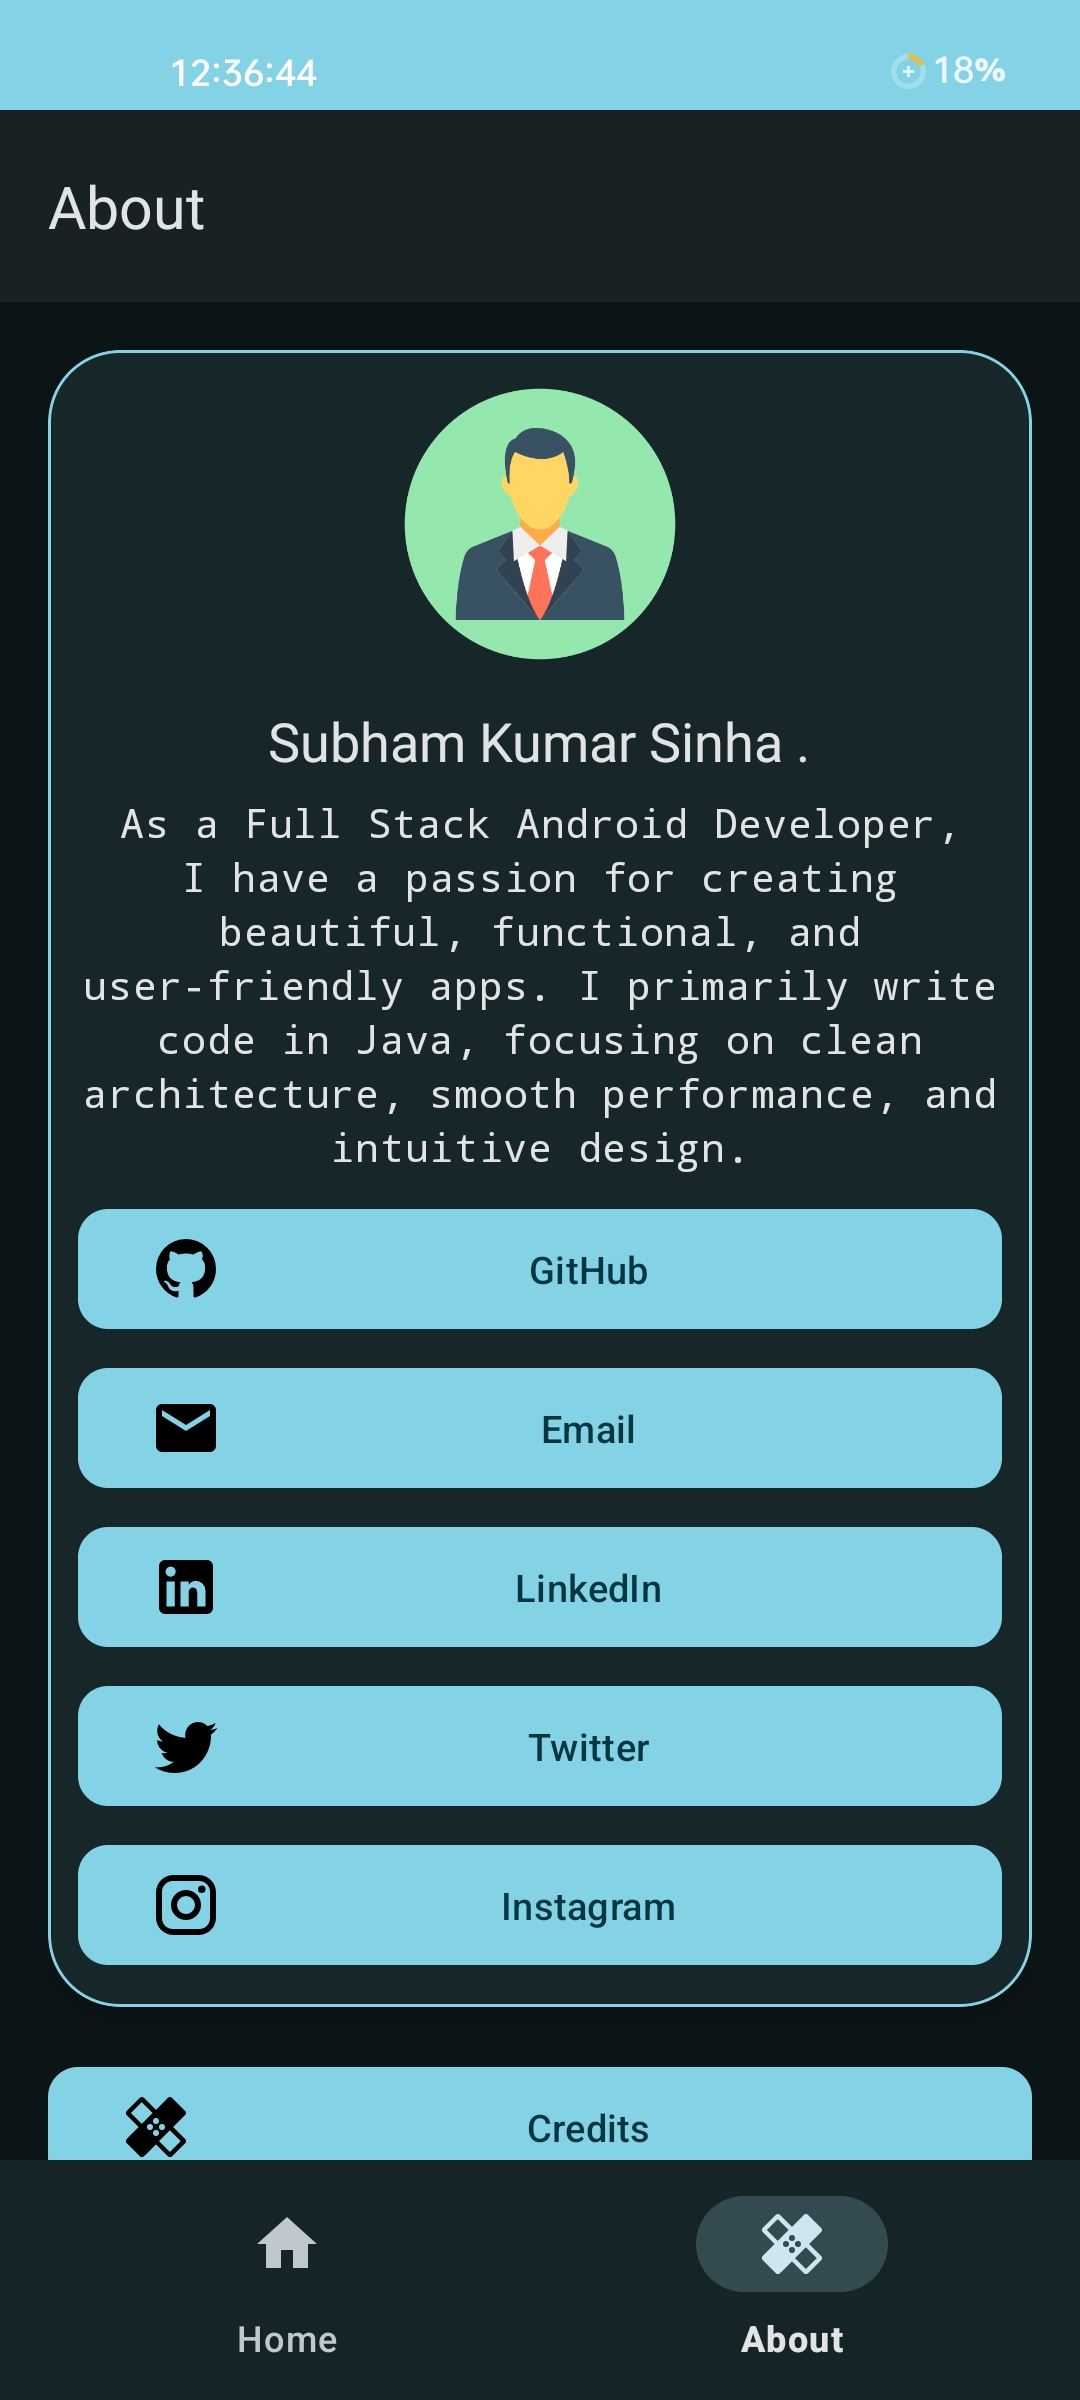 12:36:44
18%
About
Subham Kumar Sinha .
As a Full Stack Android Developer,
I have a passion for creating
beautiful, functional, and
user-friendly apps. I primarily write
code in Java, focusing on clean
architecture, smooth performance, and
intuitive design.
GitHub
Email
LinkedIn
Twitter
Instagram
Credits
Home
About